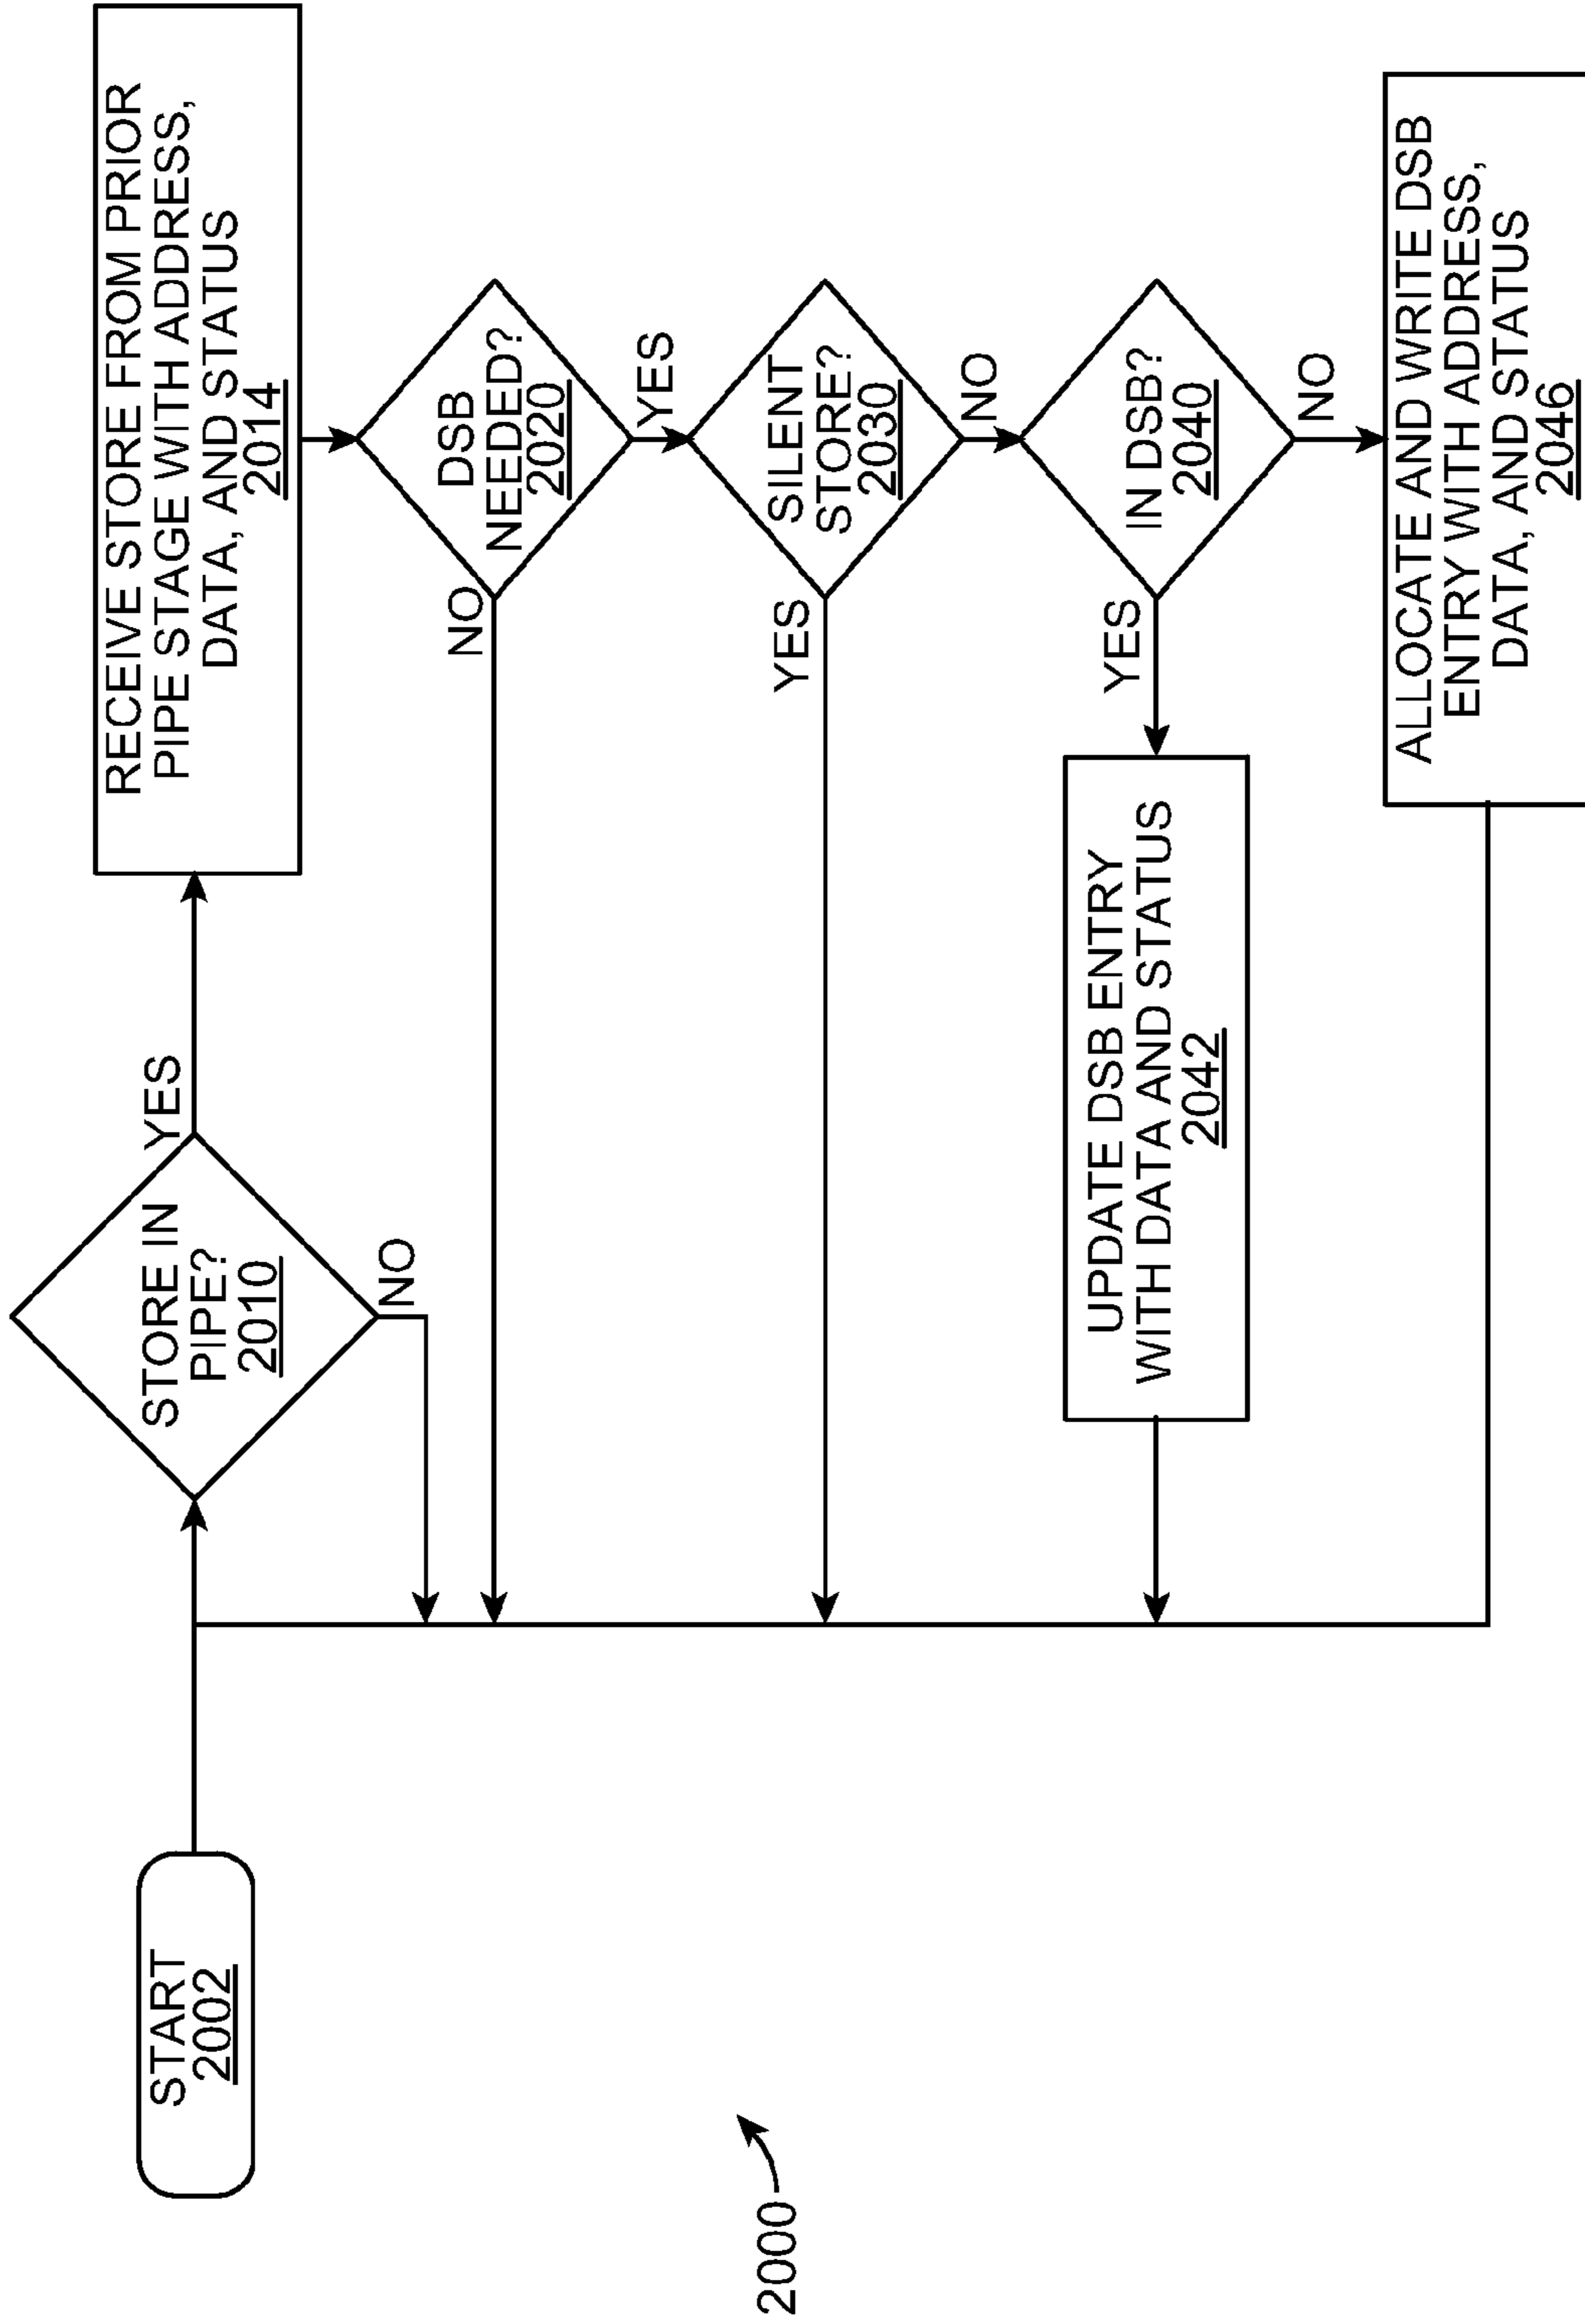 START
2002
STORE IN
PIPE?
2010
YES
NO
RECEIVE STORE FROM PRIOR
PIPE STAGE WITH ADDRESS,
DATA, AND STATUS
2014
DSB
NEEDED?
2020
NO
YES
SILENT
STORE?
2030
YES
NO
IN DSB?
2040
YES
NO
UPDATE DSB ENTRY
WITH DATA AND STATUS
2042
ALLOCATE AND WRITE DSB
ENTRY WITH ADDRESS,
DATA, AND STATUS
2046
2000